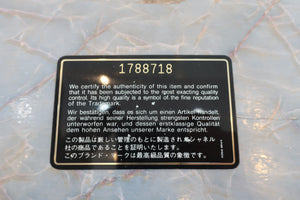 1788718
We certify the authenticity of this item and confirm
that it has been subjected to the most exacting quality
control. Its high quality is a symbol of the fine reputation
of the Trademark.
Wir bestätigen, dass es sich um einen Artikel handelt,
der während seiner Herstellung strengsten Kontrollen
unterworfen war, und dessen erstklassige Qualität
dem hohen Ansehen unserer Marke entspricht.
この製品は厳しい管理のもとに製造されシャネル
社の商品であることを証明いたします。
このブランド・マークは最高級品質の象徴です。